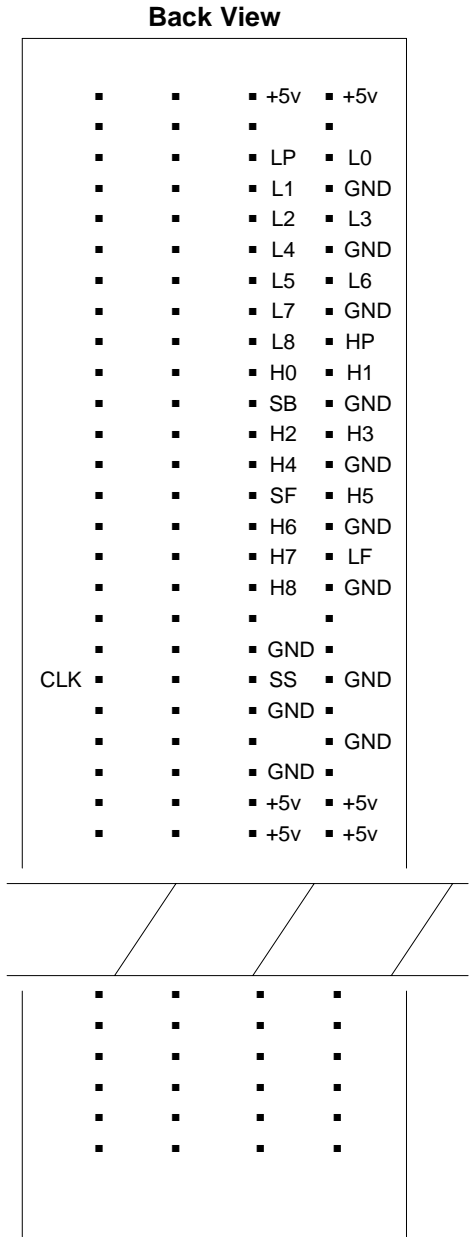 Back View
+5v +5v
LP L0
L1 GND
L2 L3
L4 GND
L5 L6
L7 GND
L8 HP
H0 H1
SB GND
H2 H3
H4 GND
SF H5
H6 GND
H7 LF
H8 GND
GND
CLK SS GND
GND
GND
GND
+5v +5v
+5v +5v